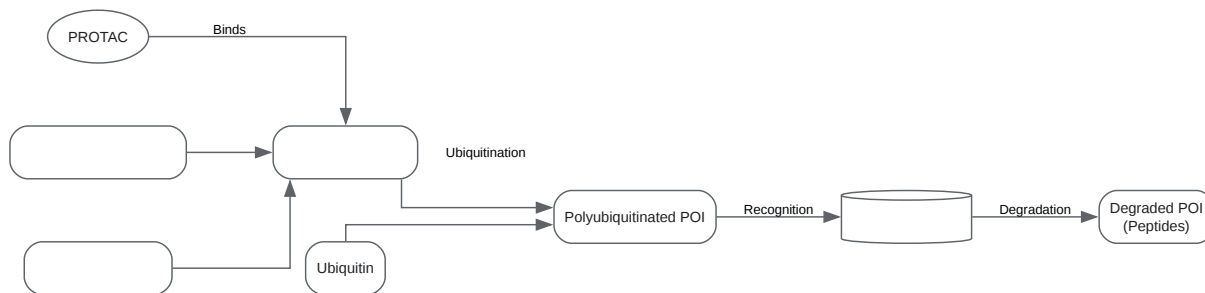 PROTAC
Binds
Ubiquitination
Polyubiquitinated POI
Recognition
Degradation
Degraded POI
(Peptides)
Ubiquitin